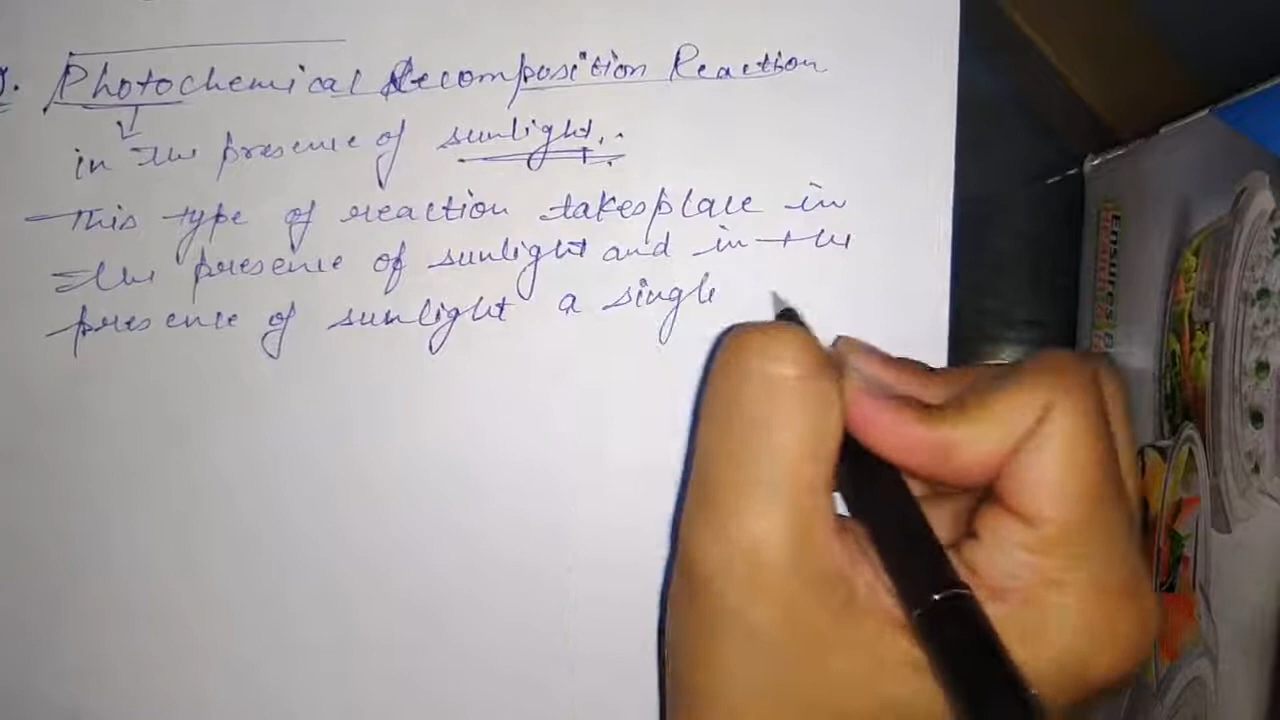 Photochemical decomposition Reaction
in the presence of sunlight..
This type of reaction takesplace in
the presence of sunlight and in the
presence of sunlight a single
Ensures